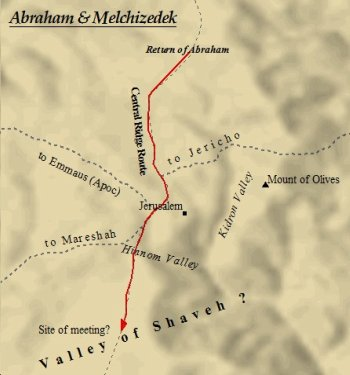 Abraham & Melchizedek
Return of Abraham
Central Ridge Route
to Jericho
to Emmaus (Apoc)
Mount of Olives
Kidron Valley
Jerusalem
to Mareshah
Hinnom Valley
Site of meeting?
Valley of Shaveh ?